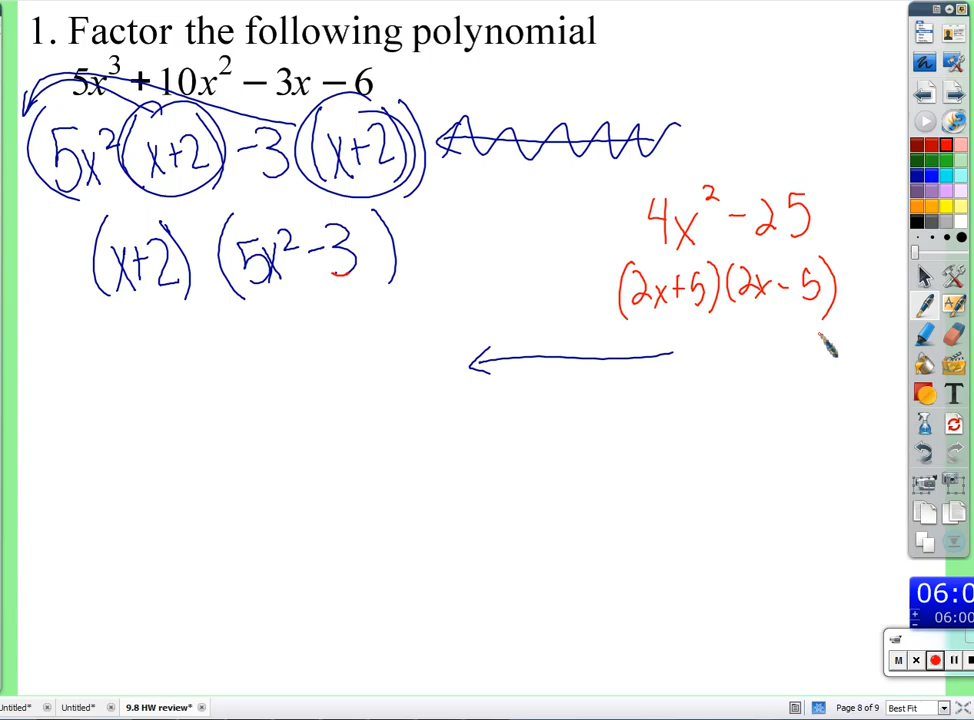 1. Factor the following polynomial
5x³ + 10x² − 3x − 6
(5x² (x+2) -3 (x+2))
(x+2) (5x² -3)
4x² -25
(2x+5)(2x-5)
T
06:0
06:00
M
Untitled*
Untitled*
9.8 HW review*
Page 8 of 9
Best Fit